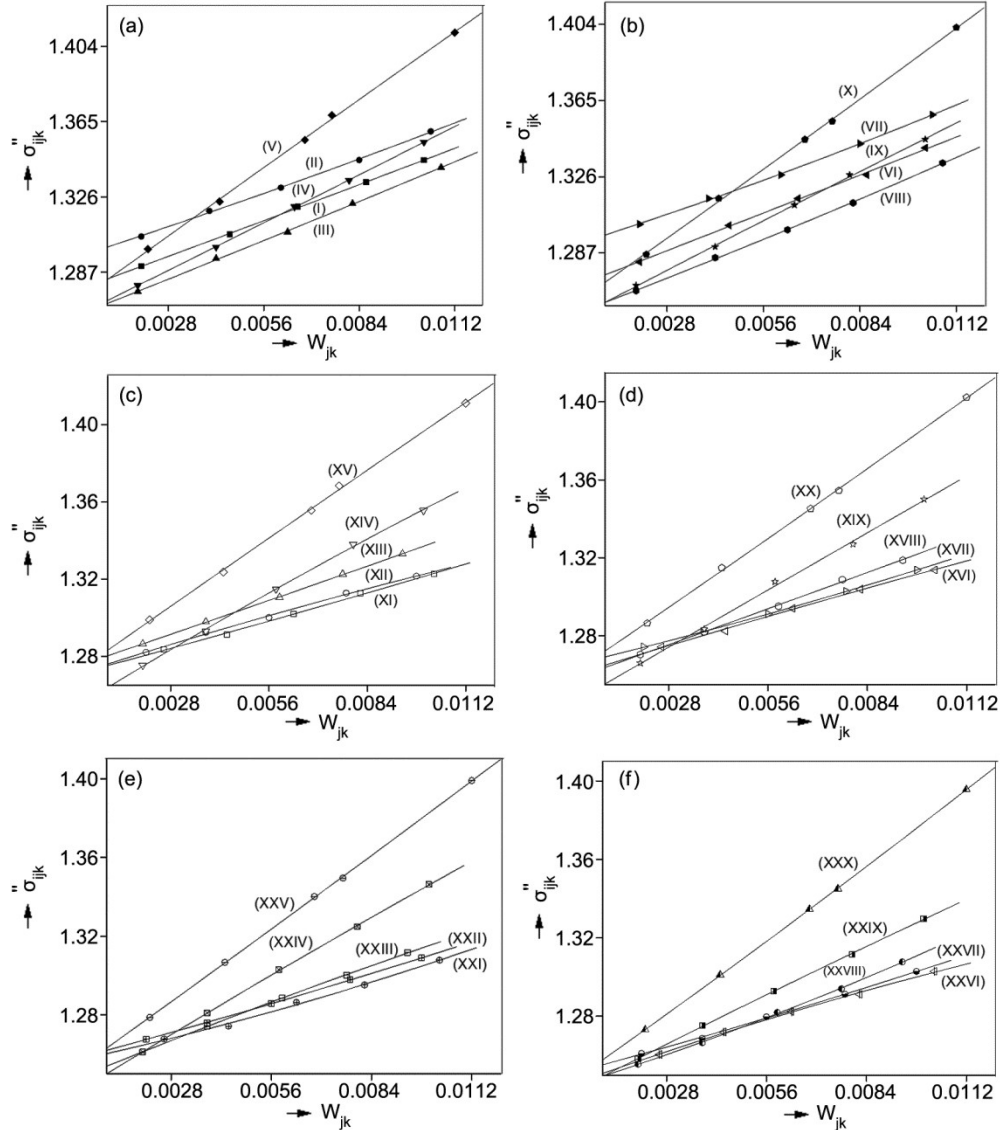 (a)
σ''ijk
1.404
1.365
1.326
1.287
(V)
(II)
(IV)
(I)
(III)
0.0028 0.0056 0.0084 0.0112
Wjk
(b)
σ''ijk
1.404
1.365
1.326
1.287
(X)
(VII)
(IX)
(VI)
(VIII)
0.0028 0.0056 0.0084 0.0112
Wjk
(c)
σ''ijk
1.40
1.36
1.32
1.28
(XV)
(XIV)
(XIII)
(XII)
(XI)
0.0028 0.0056 0.0084 0.0112
Wjk
(d)
σ''ijk
1.40
1.36
1.32
1.28
(XX)
(XIX)
(XVIII)
(XVII)
(XVI)
0.0028 0.0056 0.0084 0.0112
Wjk
(e)
σ''ijk
1.40
1.36
1.32
1.28
(XXV)
(XXIV)
(XXII)
(XXIII)
(XXI)
0.0028 0.0056 0.0084 0.0112
Wjk
(f)
σ''ijk
1.40
1.36
1.32
1.28
(XXX)
(XXIX)
(XXVII)
(XXVIII)
(XXVI)
0.0028 0.0056 0.0084 0.0112
Wjk